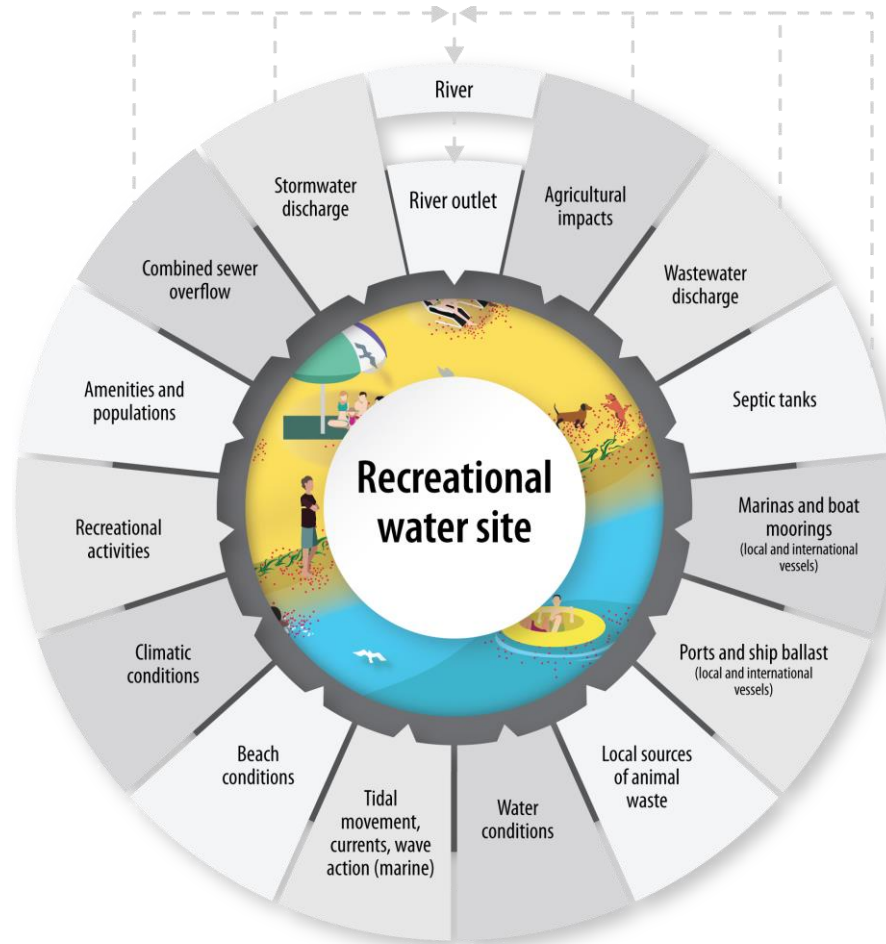 River
River outlet
Agricultural
impacts
Wastewater
discharge
Septic tanks
Marinas and boat
moorings
(local and international
vessels)
Ports and ship ballast
(local and international
vessels)
Local sources
of animal
waste
Water
conditions
Tidal
movement,
currents, wave
action (marine)
Beach
conditions
Climatic
conditions
Recreational
activities
Amenities and
populations
Combined sewer
overflow
Stormwater
discharge
Recreational
water site